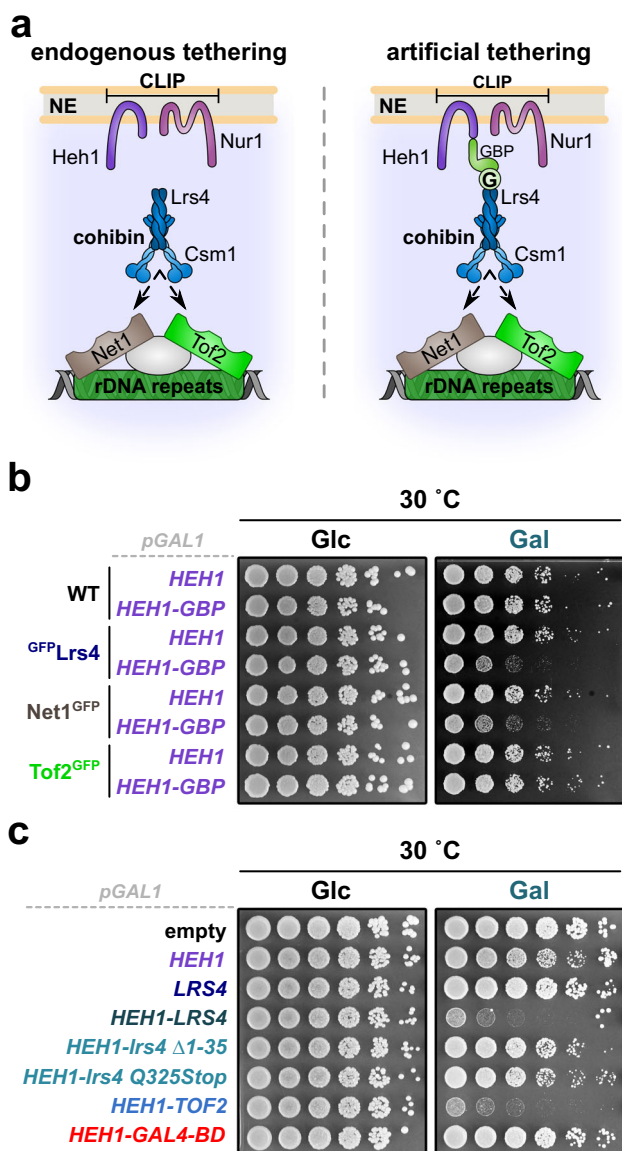 a
endogenous tethering
CLIP
NE
Heh1
Nur1
Lrs4
cohibin
Csm1
Net1
Tof2
rDNA repeats
artificial tethering
CLIP
Heh1
GBP
Nur1
G
Lrs4
cohibin
Csm1
Net1
Tof2
rDNA repeats
b
30 ˚C
pGAL1 Glc Gal
WT HEH1
HEH1-GBP
GFPLrs4 HEH1
HEH1-GBP
Net1GFP HEH1
HEH1-GBP
Tof2GFP HEH1
HEH1-GBP
c
30 ˚C
pGAL1 Glc Gal
empty
HEH1
LRS4
HEH1-LRS4
HEH1-lrs4 Δ1-35
HEH1-lrs4 Q325Stop
HEH1-TOF2
HEH1-GAL4-BD